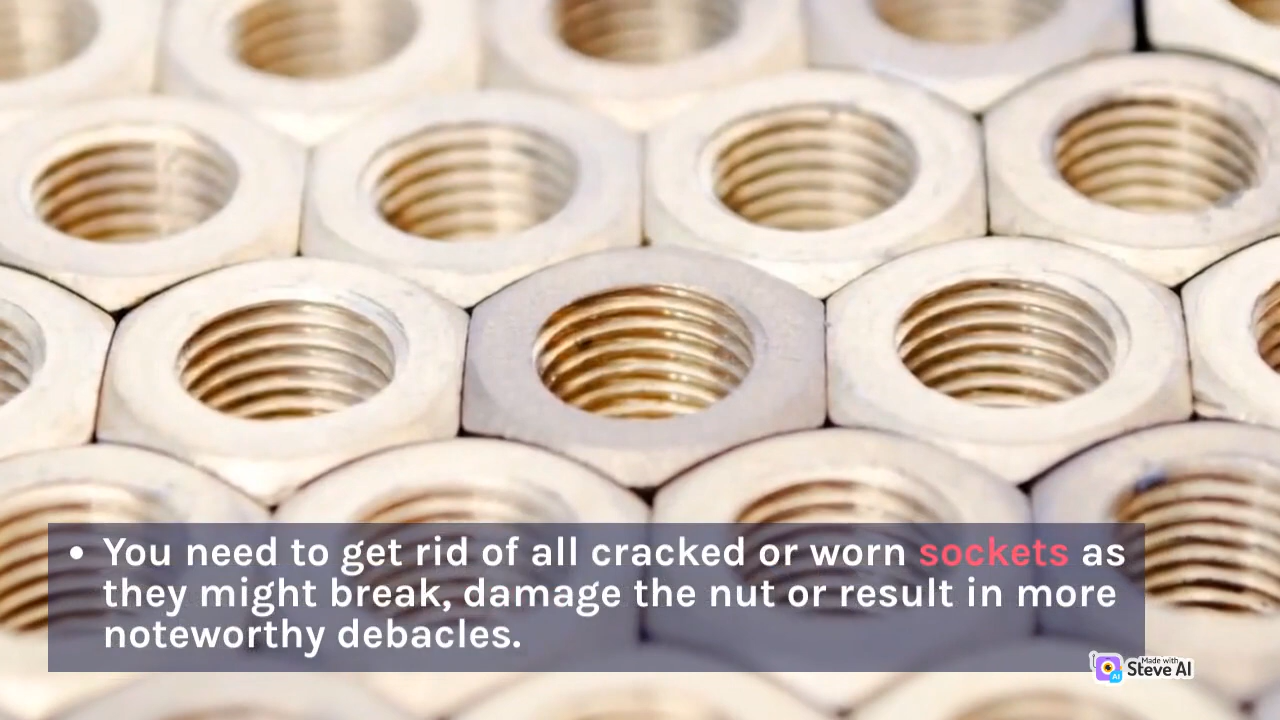 • You need to get rid of all cracked or worn sockets as
they might break, damage the nut or result in more
noteworthy debacles.
Made with
Steve AI
AI